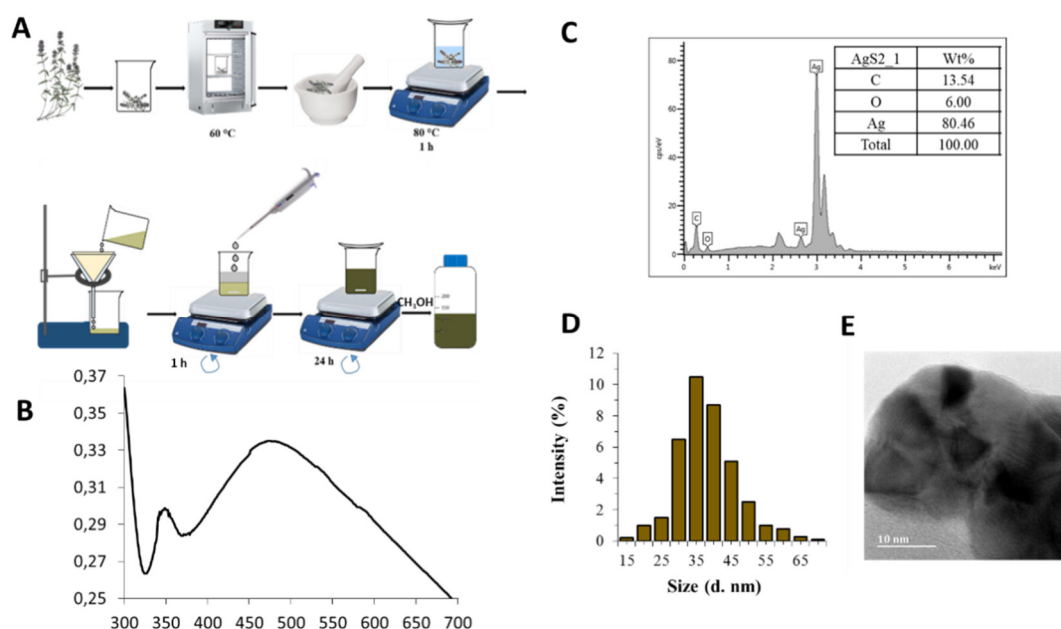 A
60 °C
80 °C
1 h
1 h
24 h
CH₃OH
B
0,37
0,35
0,33
0,31
0,29
0,27
0,25
300 350 400 450 500 550 600 650 700
C
AgS2_1 Wt%
C 13.54
O 6.00
Ag 80.46
Total 100.00
cps/eV
80
60
40
20
0
Ag
C
O
Ag
0 1 2 3 4 5 6 7 keV
D
Intensity (%)
12
10
8
6
4
2
0
15 25 35 45 55 65
Size (d. nm)
E
10 nm